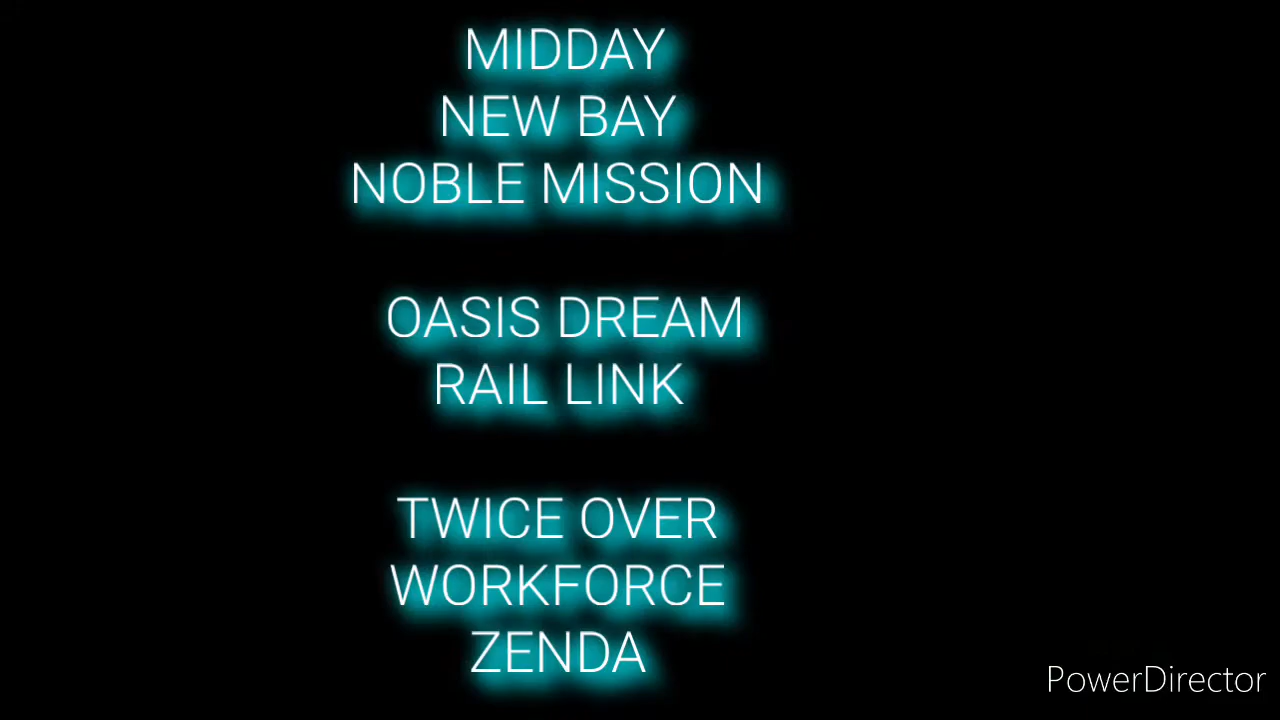 MIDDAY
NEW BAY
NOBLE MISSION
OASIS DREAM
RAIL LINK
TWICE OVER
WORKFORCE
ZENDA
PowerDirector